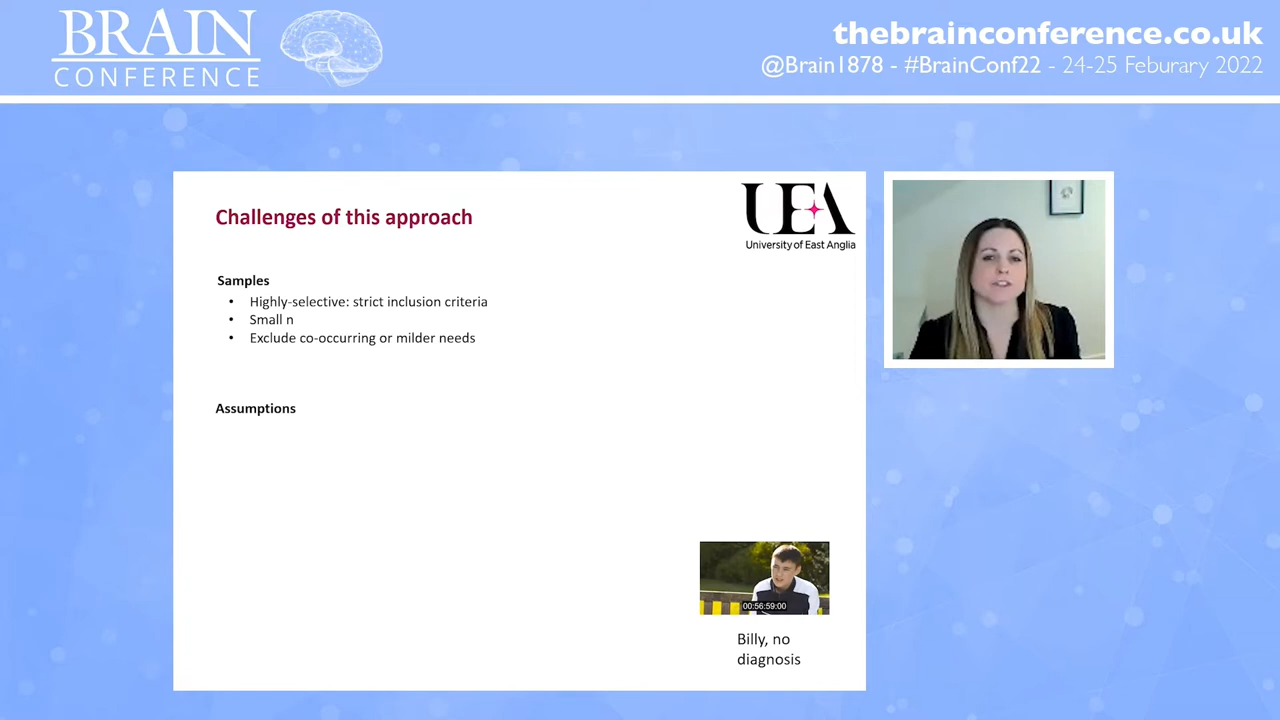 BRAIN
CONFERENCE
thebrainconference.co.uk
@Brain1878 - #BrainConf22 - 24-25 Feburary 2022
Challenges of this approach
UEA
University of East Anglia
Samples
• Highly-selective: strict inclusion criteria
• Small n
• Exclude co-occurring or milder needs
Assumptions
00:56:59:00
Billy, no
diagnosis